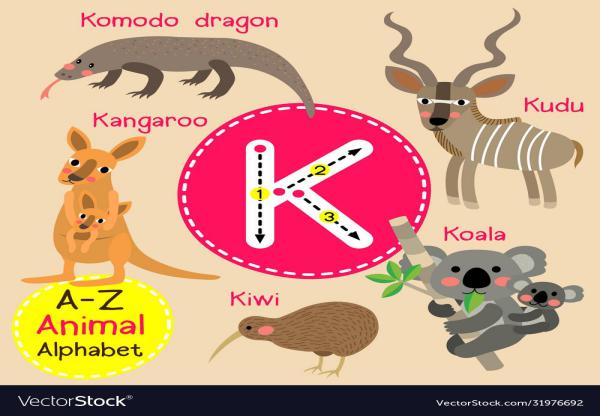 Komodo dragon
Kangaroo
Kudu
K
1
2
3
Koala
Kiwi
A-Z
Animal
Alphabet
VectorStock®
VectorStock.com/31976692